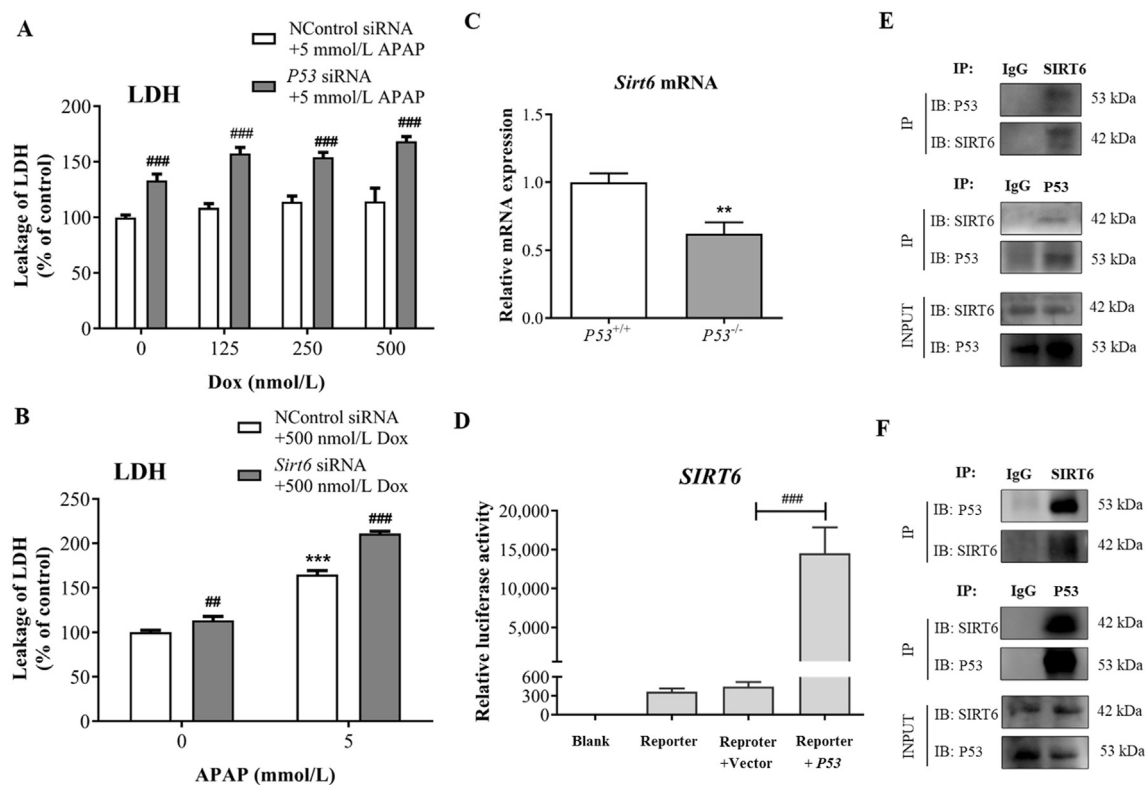 A
NControl siRNA
+5 mmol/L APAP
P53 siRNA
+5 mmol/L APAP
LDH
Leakage of LDH
(% of control)
200
150
100
50
0
###
###
###
###
0
125
250
500
Dox (nmol/L)
B
NControl siRNA
+500 nmol/L Dox
Sirt6 siRNA
+500 nmol/L Dox
LDH
Leakage of LDH
(% of control)
250
200
150
100
50
0
##
***
###
0
5
APAP (mmol/L)
C
Sirt6 mRNA
Relative mRNA expression
1.5
1.0
0.5
0.0
**
P53+/+
P53-/-
D
SIRT6
Relative luciferase activity
20,000
15,000
10,000
5,000
600
300
0
###
Blank
Reporter
Reproter
+Vector
Reporter
+ P53
E
IP: IgG SIRT6
IP
IB: P53 53 kDa
IB: SIRT6 42 kDa
IP: IgG P53
IP
IB: SIRT6 42 kDa
IB: P53 53 kDa
INPUT
IB: SIRT6 42 kDa
IB: P53 53 kDa
F
IP: IgG SIRT6
IP
IB: P53 53 kDa
IB: SIRT6 42 kDa
IP: IgG P53
IP
IB: SIRT6 42 kDa
IB: P53 53 kDa
INPUT
IB: SIRT6 42 kDa
IB: P53 53 kDa